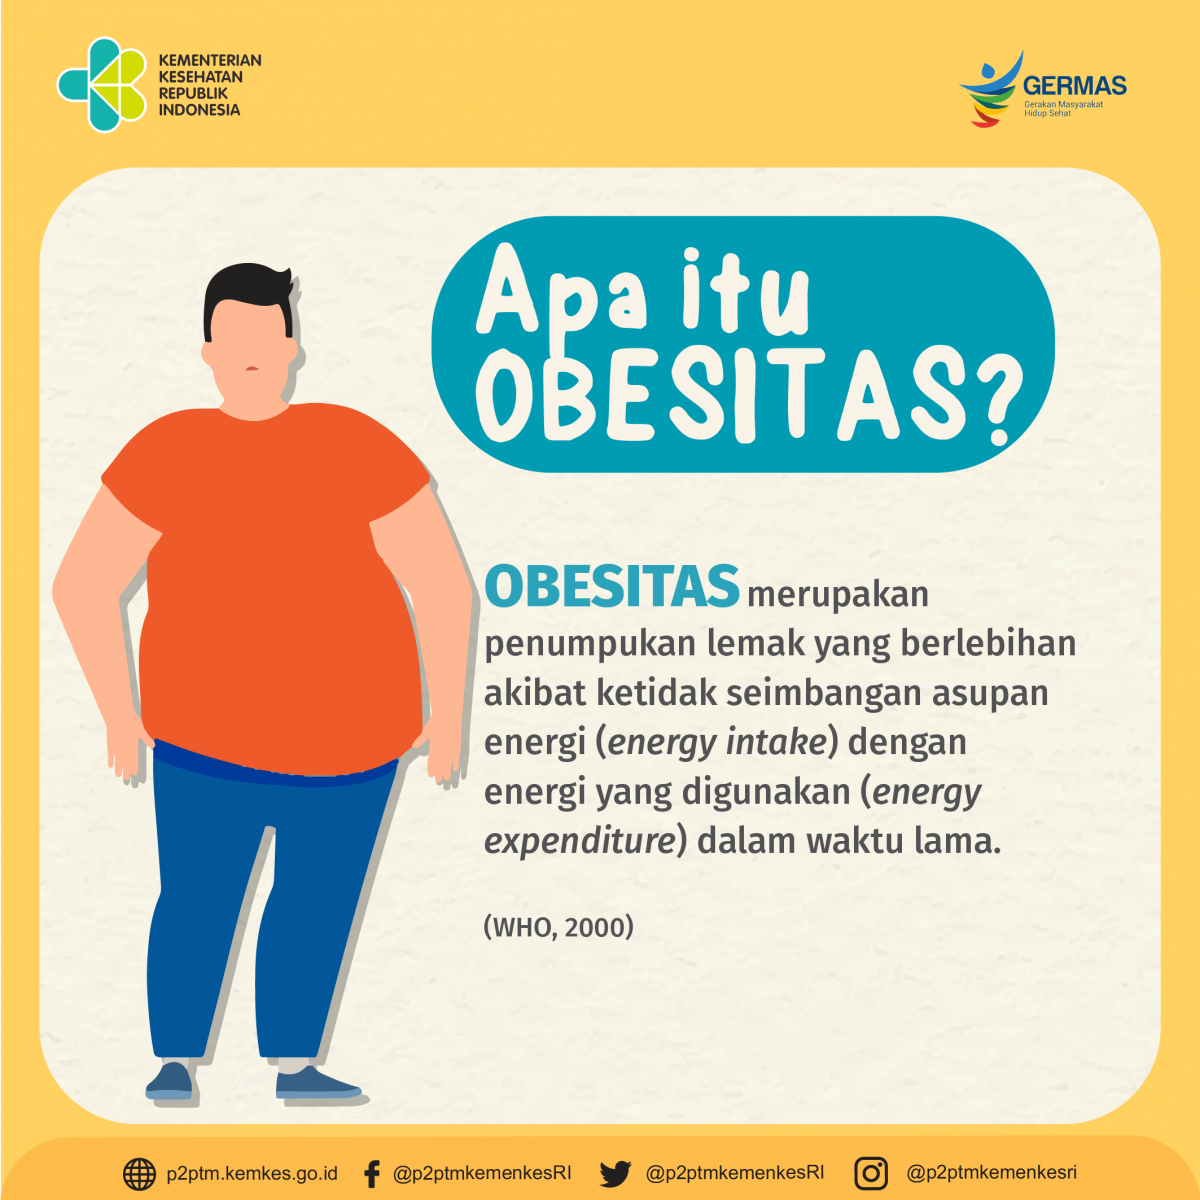 KEMENTERIAN
KESEHATAN
REPUBLIK
INDONESIA
GERMAS
Gerakan Masyarakat
Hidup Sehat
Apa itu
OBESITAS?
OBESITAS merupakan
penumpukan lemak yang berlebihan
akibat ketidak seimbangan asupan
energi (energy intake) dengan
energi yang digunakan (energy
expenditure) dalam waktu lama.
(WHO, 2000)
p2ptm.kemkes.go.id @p2ptmkemenkesRI @p2ptmkemenkesRI @p2ptmkemenkesri